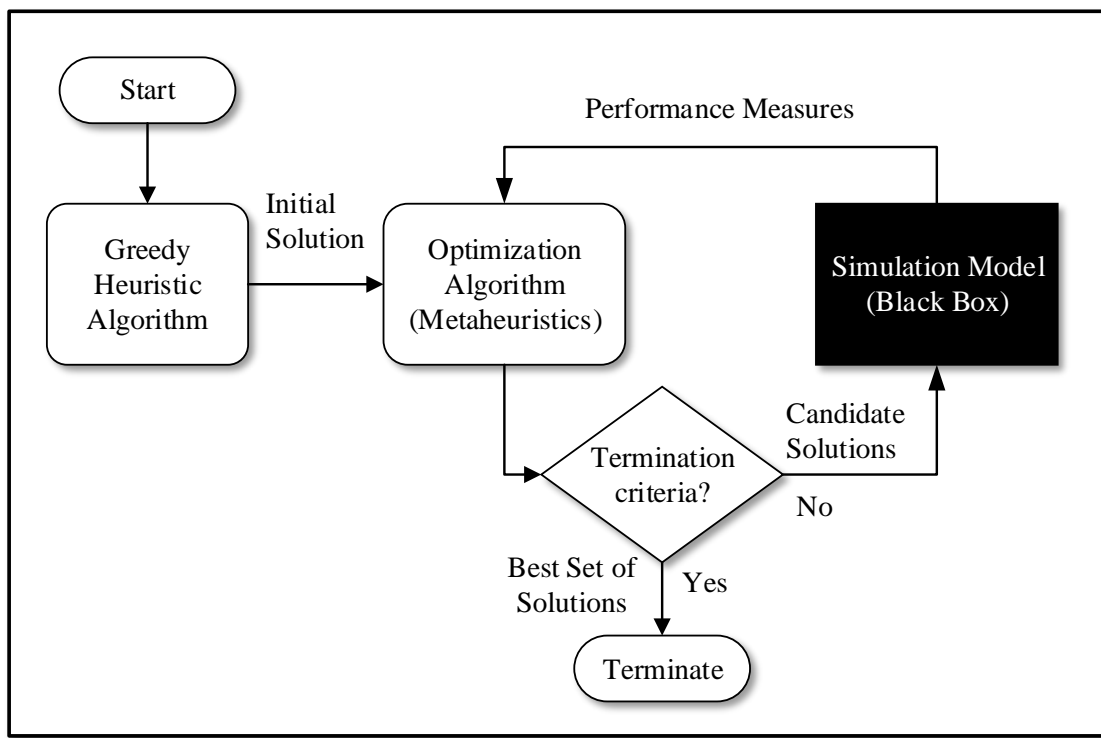 Start
Performance Measures
Initial
Solution
Greedy
Heuristic
Algorithm
Optimization
Algorithm
(Metaheuristics)
Simulation Model
(Black Box)
Candidate
Solutions
Termination
criteria?
No
Best Set of
Solutions
Yes
Terminate